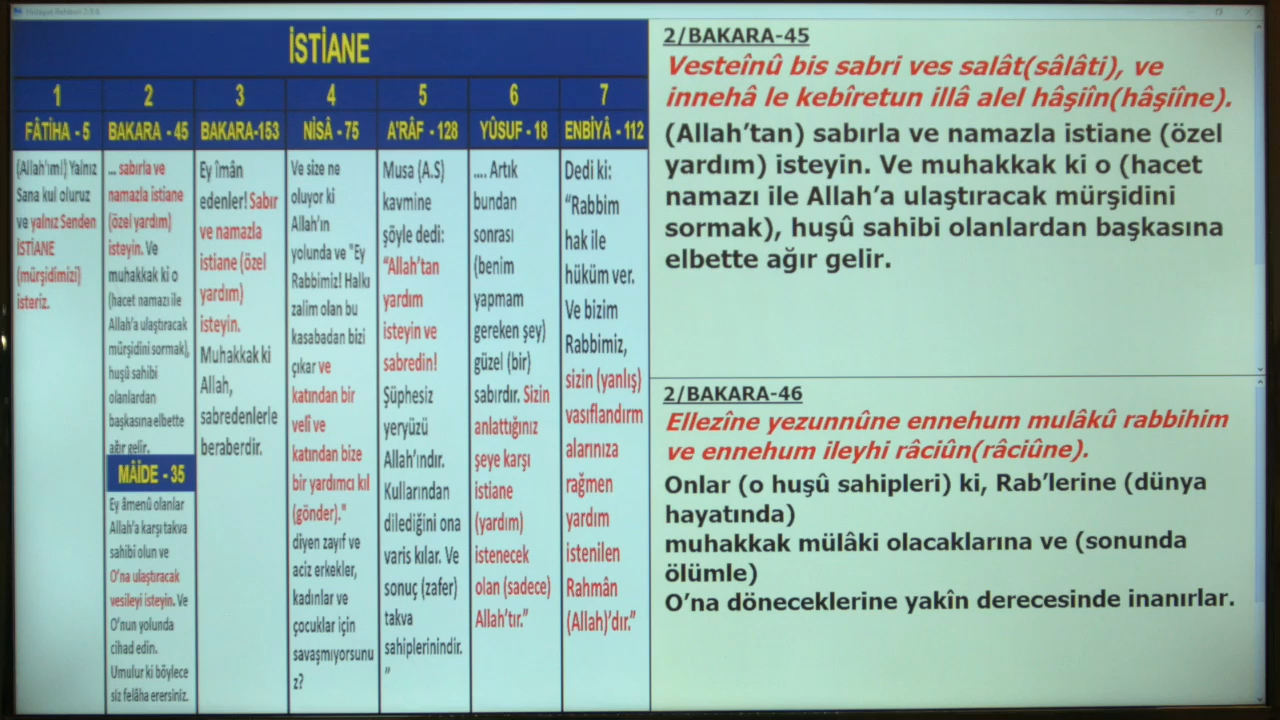 Hidayet Rehberi 2.9.6
İSTİANE
1
FÂTİHA - 5
(Allah'ım!) Yalnız
Sana kul oluruz
ve yalnız Senden
İSTİANE
(mürşidimizi)
isteriz.
2
BAKARA - 45
... sabırla ve
namazla istiane
(özel yardım)
isteyin. Ve
muhakkak ki o
(hacet namazı ile
Allah'a ulaştıracak
mürşidini sormak),
huşû sahibi
olanlardan
başkasına elbette
ağır gelir.
MÂİDE - 35
Ey âmenû olanlar
Allah'a karşı takva
sahibi olun ve
O'na ulaştıracak
vesileyi isteyin. Ve
O'nun yolunda
cihad edin.
Umulur ki böylece
siz felâha erersiniz.
3
BAKARA-153
Ey îmân
edenler! Sabır
ve namazla
istiane (özel
yardım)
isteyin.
Muhakkak ki
Allah,
sabredenlerle
beraberdir.
4
NİSÂ - 75
Ve size ne
oluyor ki
Allah'ın
yolunda ve "Ey
Rabbimiz! Halkı
zalim olan bu
kasabadan bizi
çıkar ve
katından bir
velî ve
katından bize
bir yardımcı kıl
(gönder)."
diyen zayıf ve
aciz erkekler,
kadınlar ve
çocuklar için
savaşmıyorsunu
z?
5
A'RÂF - 128
Musa (A.S)
kavmine
şöyle dedi:
"Allah'tan
yardım
isteyin ve
sabredin!
Şüphesiz
yeryüzü
Allah'ındır.
Kullarından
dilediğini ona
varis kılar. Ve
sonuç (zafer)
takva
sahiplerinindir.
"
6
YÛSUF - 18
.... Artık
bundan
sonrası
(benim
yapmam
gereken şey)
güzel (bir)
sabırdır. Sizin
anlattığınız
şeye karşı
istiane
(yardım)
istenecek
olan (sadece)
Allah'tır."
7
ENBİYÂ - 112
Dedi ki:
"Rabbim
hak ile
hüküm ver.
Ve bizim
Rabbimiz,
sizin (yanlış)
vasıflandırm
alarınıza
rağmen
yardım
istenilen
Rahmân
(Allah)'dır."
2/BAKARA-45
Vesteînû bis sabri ves salât(sâlâti), ve
innehâ le kebîretun illâ alel hâşiîn(hâşiîne).
(Allah'tan) sabırla ve namazla istiane (özel
yardım) isteyin. Ve muhakkak ki o (hacet
namazı ile Allah'a ulaştıracak mürşidini
sormak), huşû sahibi olanlardan başkasına
elbette ağır gelir.
2/BAKARA-46
Ellezîne yezunnûne ennehum mulâkû rabbihim
ve ennehum ileyhi râciûn(râciûne).
Onlar (o huşû sahipleri) ki, Rab'lerine (dünya
hayatında)
muhakkak mülâki olacaklarına ve (sonunda
ölümle)
O'na döneceklerine yakîn derecesinde inanırlar.